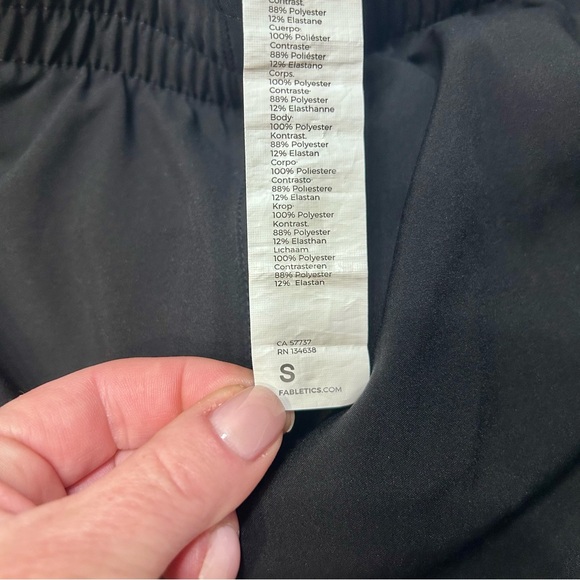 Contrast.
88% Polyester
12% Elastane
Cuerpo·
100% Poliéster
Contraste·
88% Poliéster
12% Elastano
Corps.
100% Polyester
Contraste·
88% Polyester
12% Elasthanne
Body·
100% Polyester
Kontrast.
88% Polyester
12% Elastan
Corpo·
100% Poliestere
Contrasto·
88% Poliestere
12% Elastan
Krop·
100% Polyester
Kontrast.
88% Polyester
12% Elasthan
Lichaam
100% Polyester
Contrasteren
88% Polyester
12% Elastan
CA 57737
RN 134638
S
FABLETICS.COM